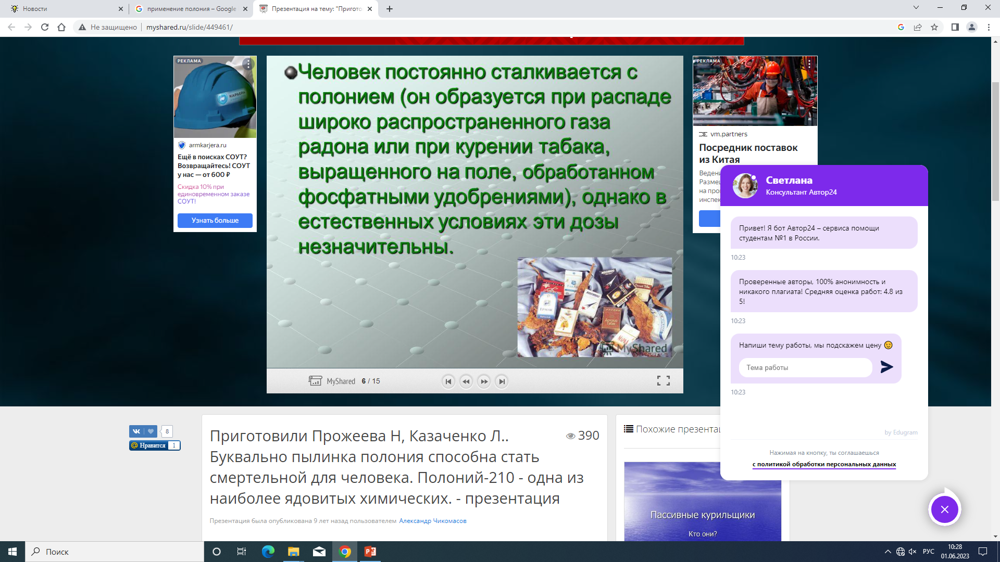 Новости
применение полония – Google
Презентация на тему: "Пригото
Не защищено
myshared.ru/slide/449461/
РЕКЛАМА
КАРЬЕРА
armkarjera.ru
Ещё в поисках СОУТ?
Возвращайтесь! СОУТ
у нас — от 600 ₽
Скидка 10% при
единовременном заказе
СОУТ!
Узнать больше
Человек постоянно сталкивается с
полонием (он образуется при распаде
широко распространенного газа
радона или при курении табака,
выращенного на поле, обработанном
фосфатными удобрениями), однако в
естественных условиях эти дозы
незначительны.
КОСМОС
КОСМОС
ЕРМАК
MyShared
MyShared
6 / 15
РЕКЛАМА
vm.partners
Посредник поставок
из Китая
Ведени
Размещ
на про
инспек
Светлана
Консультант Автор24
Привет! Я бот Автор24 – сервиса помощи
студентам №1 в России.
10:23
Проверенные авторы, 100% анонимность и
никакого плагиата! Средняя оценка работ: 4.8 из
5!
10:23
Напиши тему работы, мы подскажем цену 😉
Тема работы
10:23
by Edugram
Нажимая на кнопку, ты соглашаешься
с политикой обработки персональных данных
8
Нравится
1
Приготовили Прожеева Н, Казаченко Л..
Буквально пылинка полония способна стать
смертельной для человека. Полоний-210 - одна из
наиболее ядовитых химических. - презентация
390
Презентация была опубликована 9 лет назад пользователем Александр Чикомасов
Похожие презентац
Пассивные курильщики
Кто они?
Поиск
РУС
10:28
01.06.2023